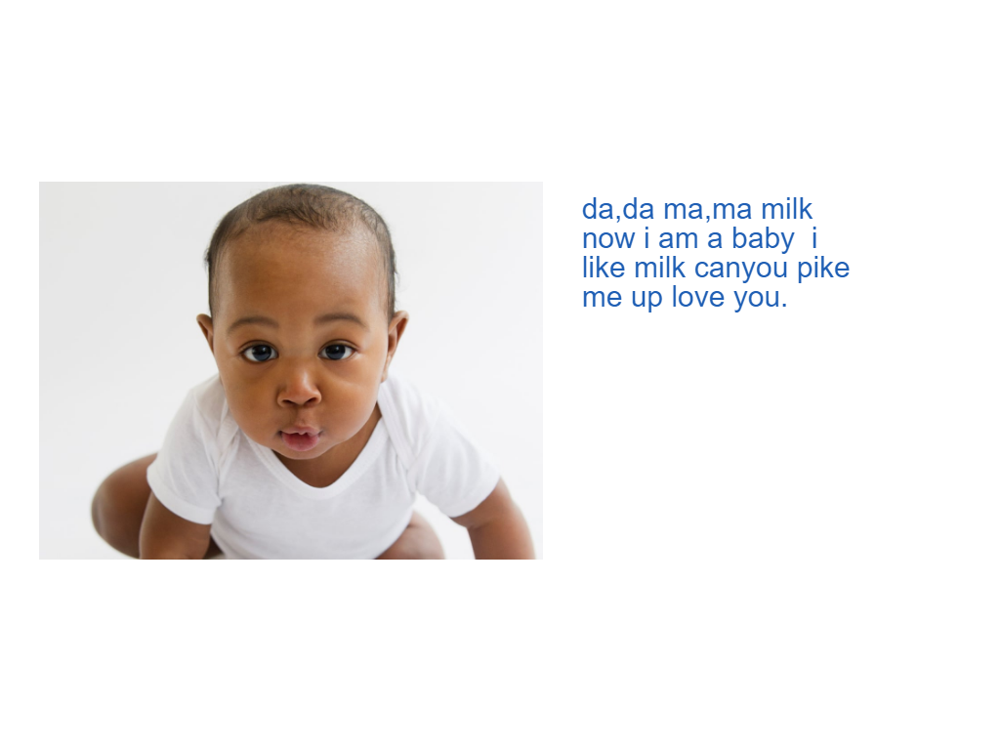 da,da ma,ma milk
now i am a baby  i
like milk canyou pike
me up love you.